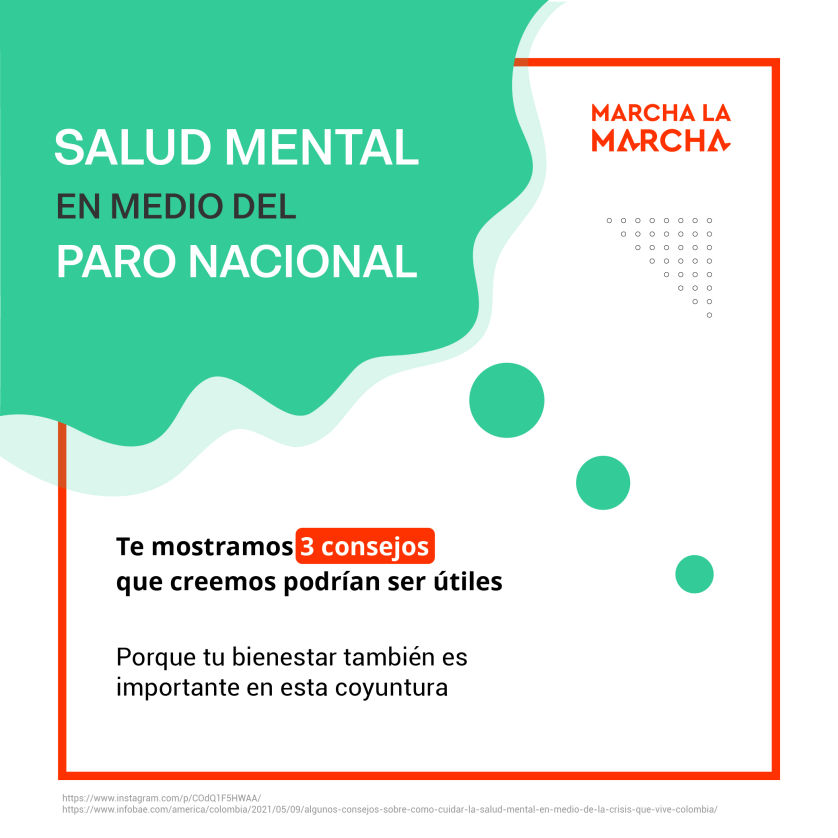 SALUD MENTAL
EN MEDIO DEL
PARO NACIONAL
MARCHA LA
MARCHA
Te mostramos 3 consejos
que creemos podrían ser útiles
Porque tu bienestar también es
importante en esta coyuntura
https://www.instagram.com/p/COdQ1F5HWAA/
https://www.infobae.com/america/colombia/2021/05/09/algunos-consejos-sobre-como-cuidar-la-salud-mental-en-medio-de-la-crisis-que-vive-colombia/